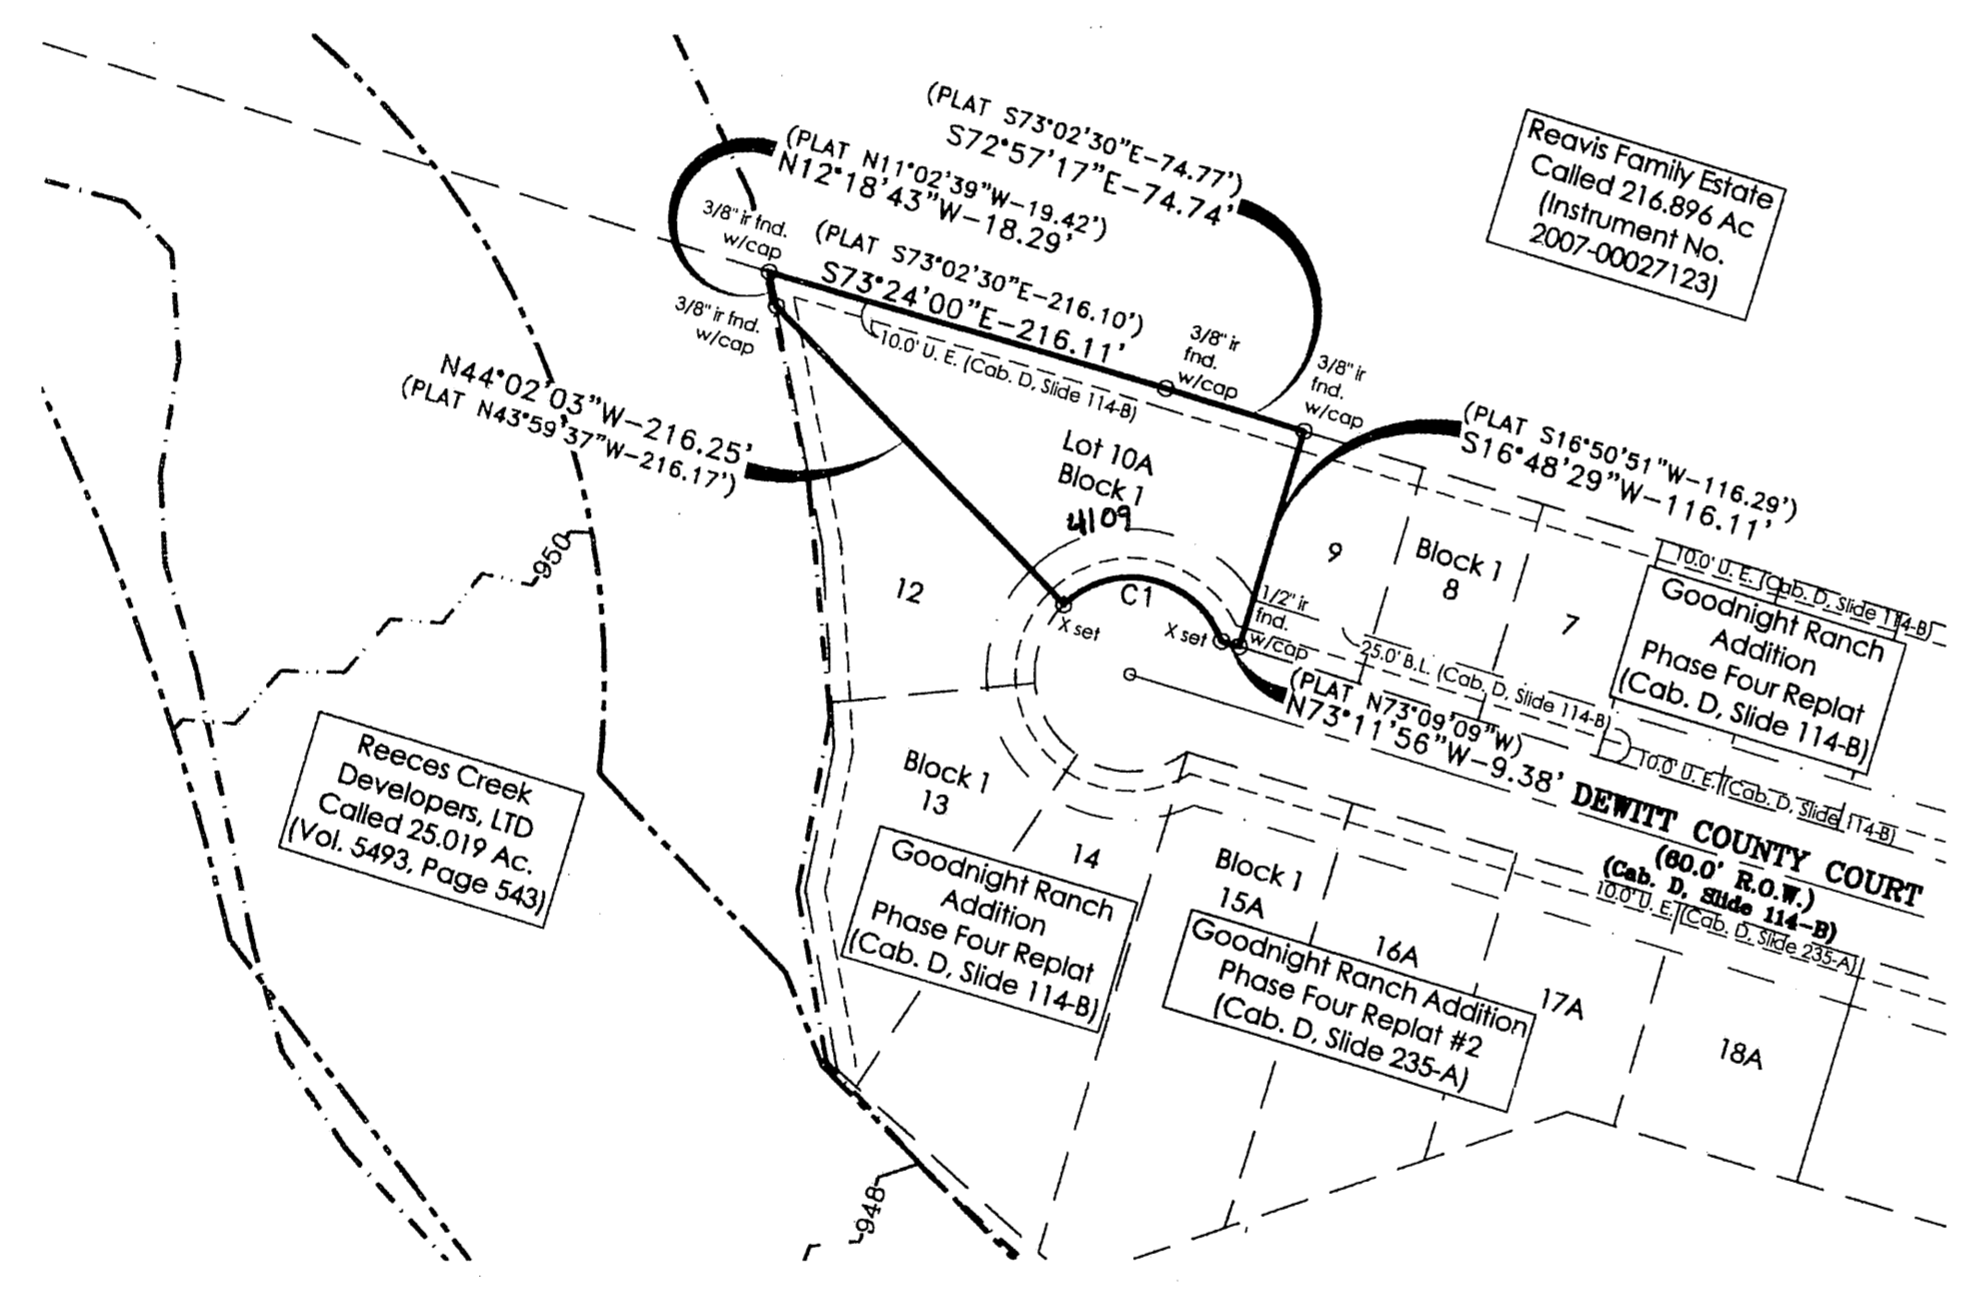 (PLAT S73°02'30"E-74.77')
S72°57'17"E-74.74'
(PLAT N11°02'39"W-19.42')
N12°18'43"W-18.29'
(PLAT S73°02'30"E-216.10')
S73°24'00"E-216.11'
3/8" ir fnd.
w/cap
3/8" ir fnd.
w/cap
10.0' U. E. (Cab. D, Slide 114-B)
3/8" ir
fnd.
w/cap
3/8" ir
fnd.
w/cap
Reavis Family Estate
Called 216.896 Ac
(Instrument No.
2007-00027123)
N44°02'03"W-216.25'
(PLAT N43°59'37"W-216.17')
(PLAT S16°50'51"W-116.29')
S16°48'29"W-116.11'
Lot 10A
Block 1
4109
950
12
C1
X set
X set
1/2" ir
fnd.
w/cap
9
Block 1
8
7
10.0' U. E. (Cab. D, Slide 114-B)
Goodnight Ranch
Addition
Phase Four Replat
(Cab. D, Slide 114-B)
25.0' B.L. (Cab. D, Slide 114-B)
(PLAT N73°09'09"W)
N73°11'56"W-9.38'
10.0' U. E. (Cab. D, Slide 114-B)
DEWITT COUNTY COURT
(60.0' R.O.W.)
(Cab. D, Slide 114-B)
10.0' U. E. (Cab. D, Slide 235-A)
Reeces Creek
Developers, LTD
Called 25.019 Ac.
(Vol. 5493, Page 543)
Block 1
13
14
Goodnight Ranch
Addition
Phase Four Replat
(Cab. D, Slide 114-B)
Block 1
15A
16A
17A
18A
Goodnight Ranch Addition
Phase Four Replat #2
(Cab. D, Slide 235-A)
948